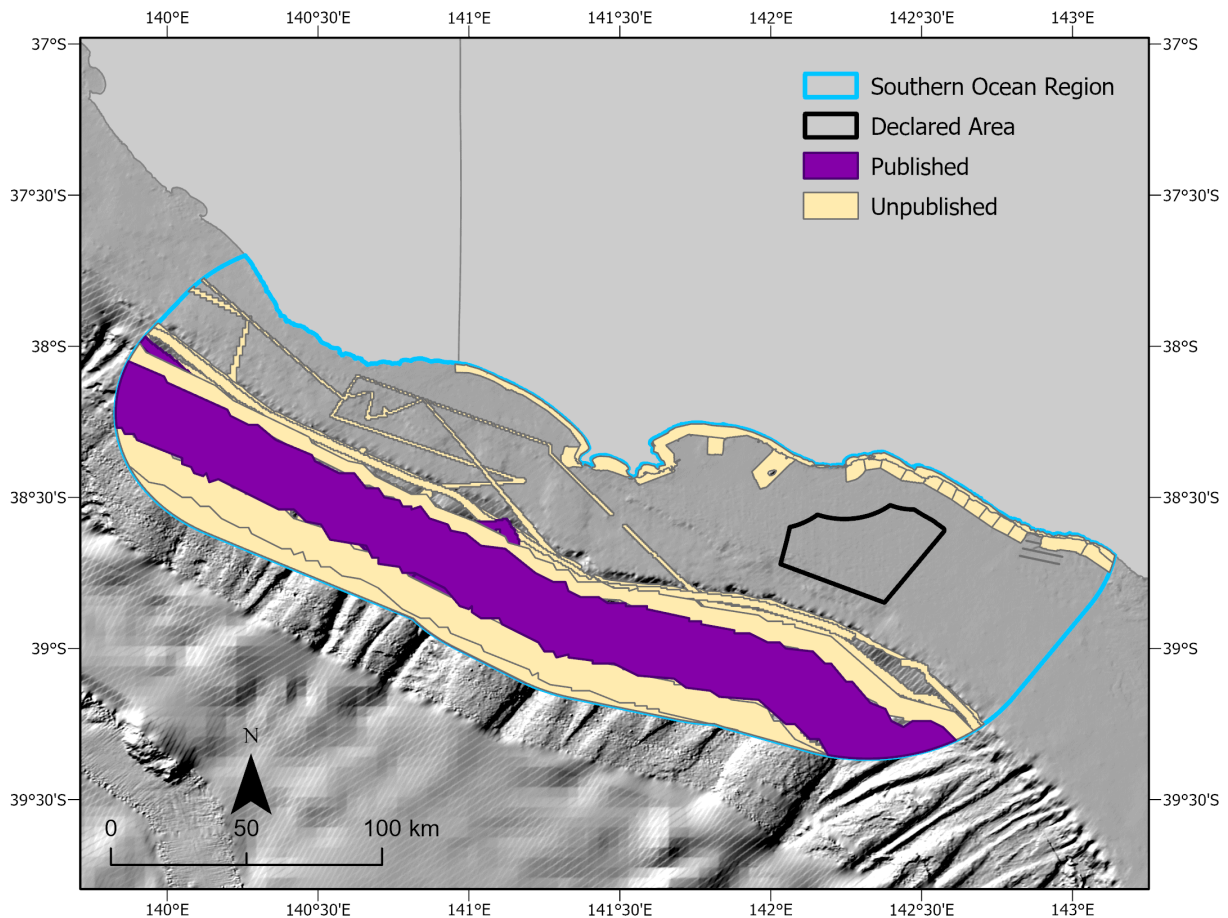 140°E 140°30'E 141°E 141°30'E 142°E 142°30'E 143°E
37°S 37°S
Southern Ocean Region
Declared Area
Published
37°30'S 37°30'S
Unpublished
38°S 38°S
38°30'S 38°30'S
39°S 39°S
N
39°30'S 39°30'S
0 50 100 km
140°E 140°30'E 141°E 141°30'E 142°E 142°30'E 143°E